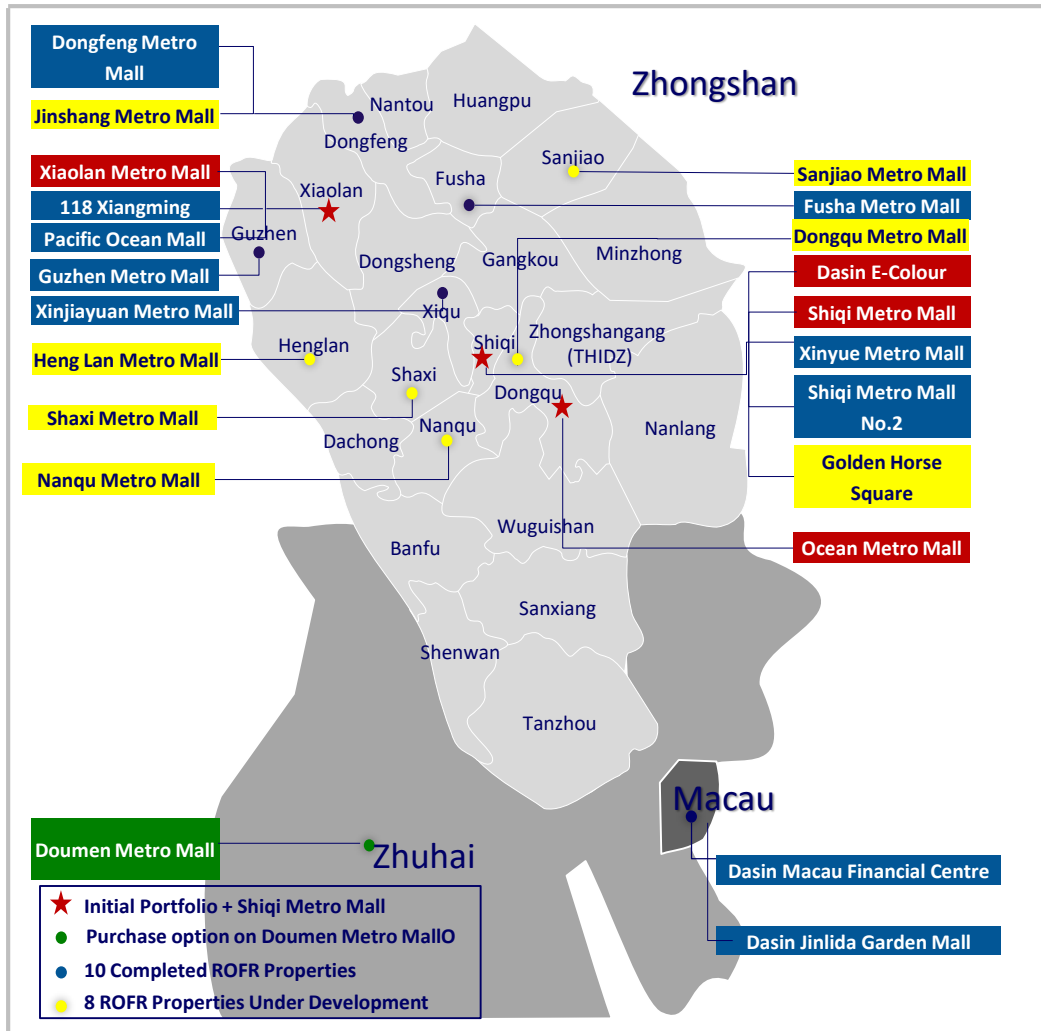 Dongfeng Metro
Mall
Jinshang Metro Mall
Xiaolan Metro Mall
118 Xiangming
Pacific Ocean Mall
Guzhen Metro Mall
Xinjiayuan Metro Mall
Heng Lan Metro Mall
Shaxi Metro Mall
Nanqu Metro Mall
Doumen Metro Mall
Zhongshan
Huangpu
Nantou
Dongfeng
Sanjiao
Fusha
Xiaolan
Guzhen
Dongsheng
Gangkou
Minzhong
Xiqu
Henglan
Shiqi
Zhongshangang
(THIDZ)
Shaxi
Dongqu
Nanqu
Dachong
Nanlang
Wuguishan
Banfu
Sanxiang
Shenwan
Tanzhou
Macau
Zhuhai
Sanjiao Metro Mall
Fusha Metro Mall
Dongqu Metro Mall
Dasin E-Colour
Shiqi Metro Mall
Xinyue Metro Mall
Shiqi Metro Mall
No.2
Golden Horse
Square
Ocean Metro Mall
Dasin Macau Financial Centre
Dasin Jinlida Garden Mall
Initial Portfolio + Shiqi Metro Mall
Purchase option on Doumen Metro MallO
10 Completed ROFR Properties
8 ROFR Properties Under Development